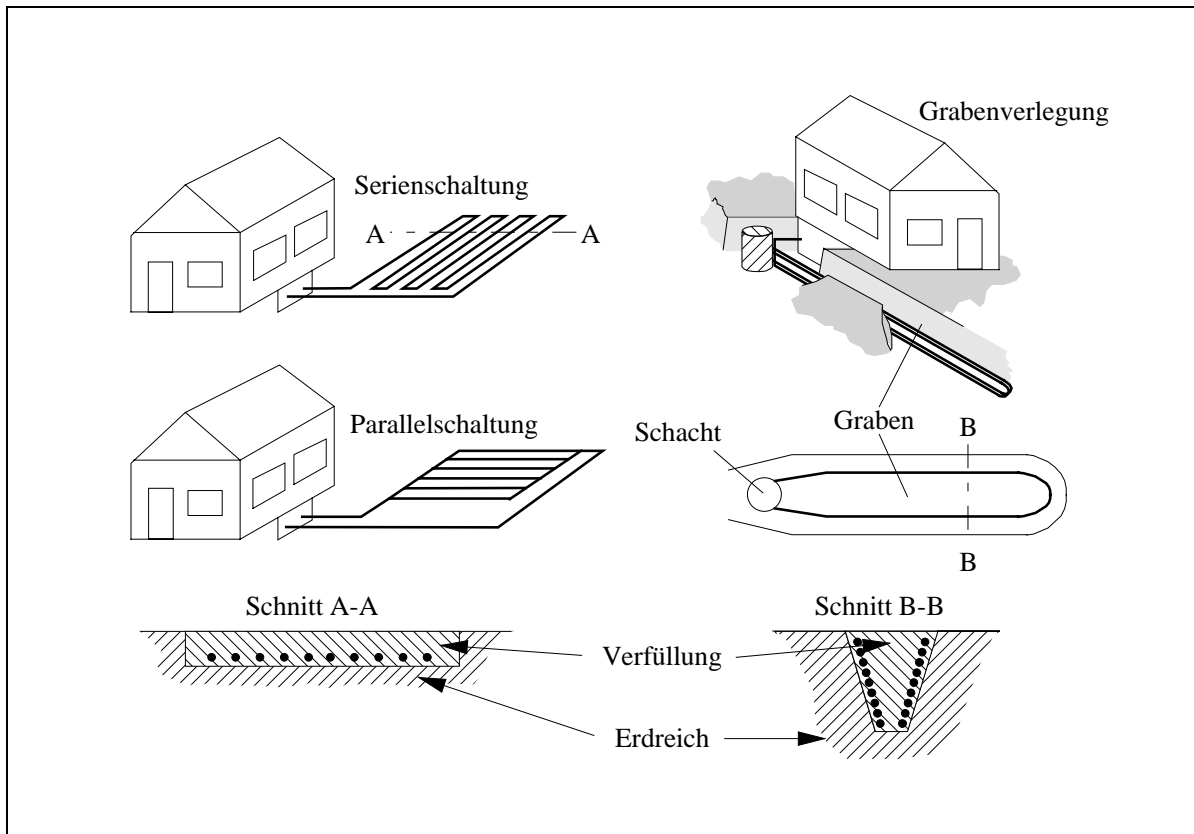 Grabenverlegung
Serienschaltung
A A
Parallelschaltung
Graben
Schacht
B
B
Schnitt A-A
Schnitt B-B
Verfüllung
Erdreich